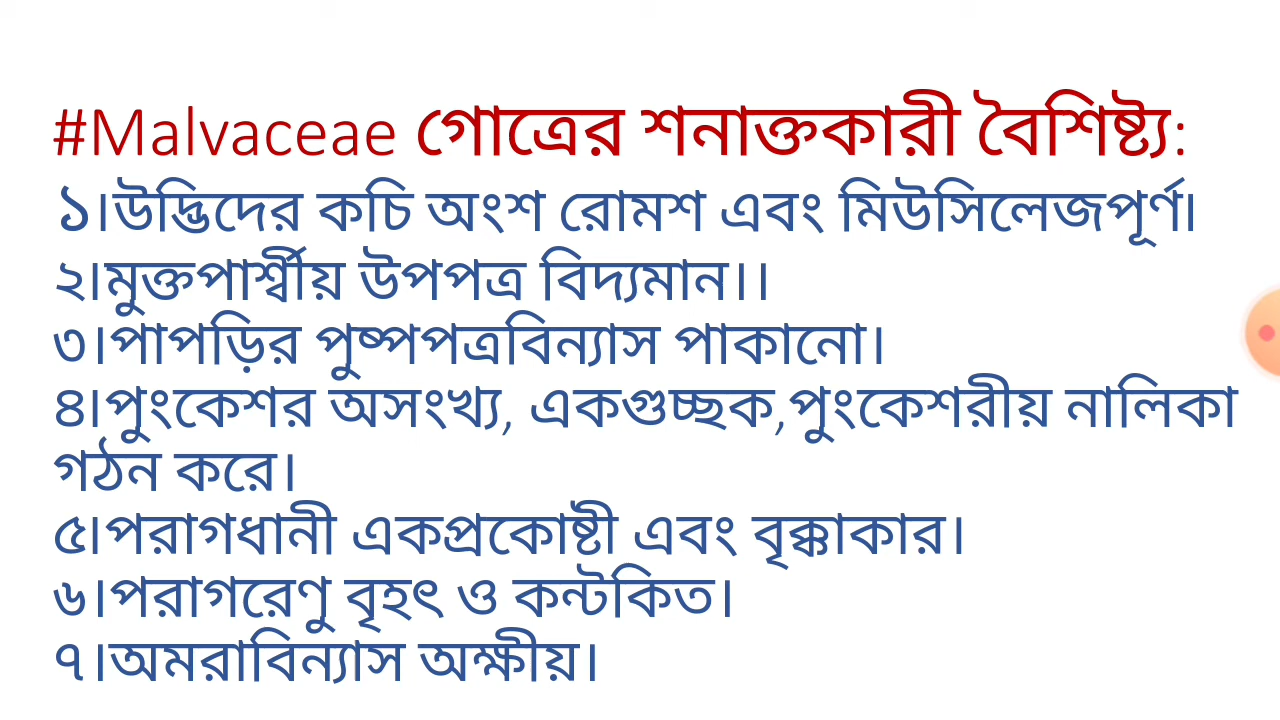 #Malvaceae গোত্রের শনাক্তকারী বৈশিষ্ট্য:
১।উদ্ভিদের কচি অংশ রোমশ এবং মিউসিলেজপূর্ণ।
২।মুক্তপার্শ্বীয় উপপত্র বিদ্যমান।।
৩।পাপড়ির পুষ্পপত্রবিন্যাস পাকানো।
৪।পুংকেশর অসংখ্য, একগুচ্ছক,পুংকেশরীয় নালিকা
গঠন করে।
৫।পরাগধানী একপ্রকোষ্টী এবং বৃক্কাকার।
৬।পরাগরেণু বৃহৎ ও কন্টকিত।
৭।অমরাবিন্যাস অক্ষীয়।